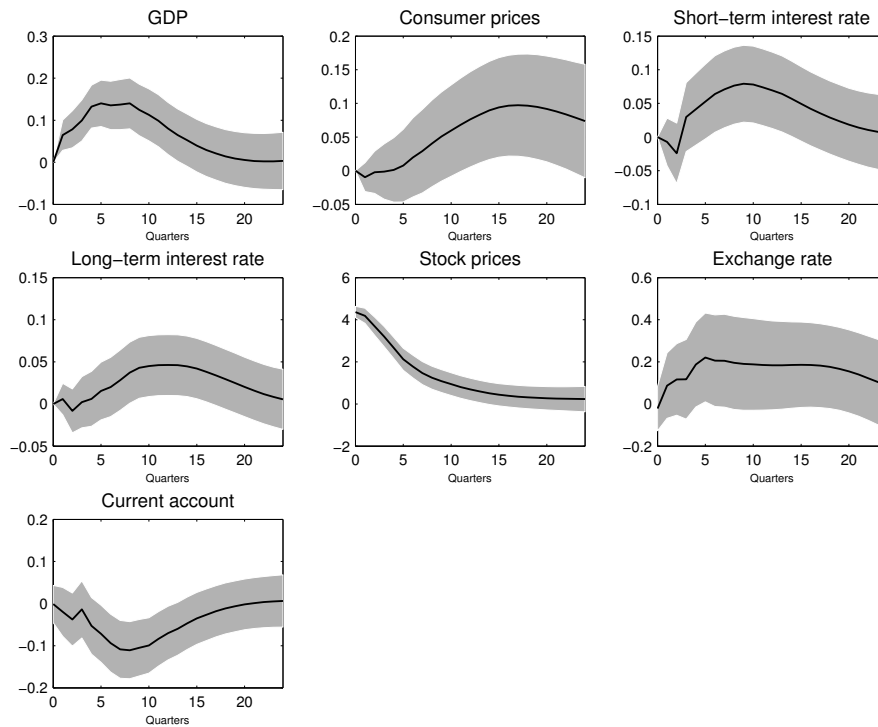 GDP
0.3
0.2
0.1
0
−0.1
0 5 10 15 20
Quarters
Consumer prices
0.2
0.15
0.1
0.05
0
0.05
0 5 10 15 20
Quarters
Short−term interest rate
0.15
0.1
0.05
0
−0.05
−0.1
0 5 10 15 20
Quarters
Long−term interest rate
0.15
0.1
0.05
0
−0.05
0 5 10 15 20
Quarters
Stock prices
6
4
2
0
−2
0 5 10 15 20
Quarters
Exchange rate
0.6
0.4
0.2
0
−0.2
0 5 10 15 20
Quarters
Current account
0.2
0.1
0
−0.1
−0.2
0 5 10 15 20
Quarters